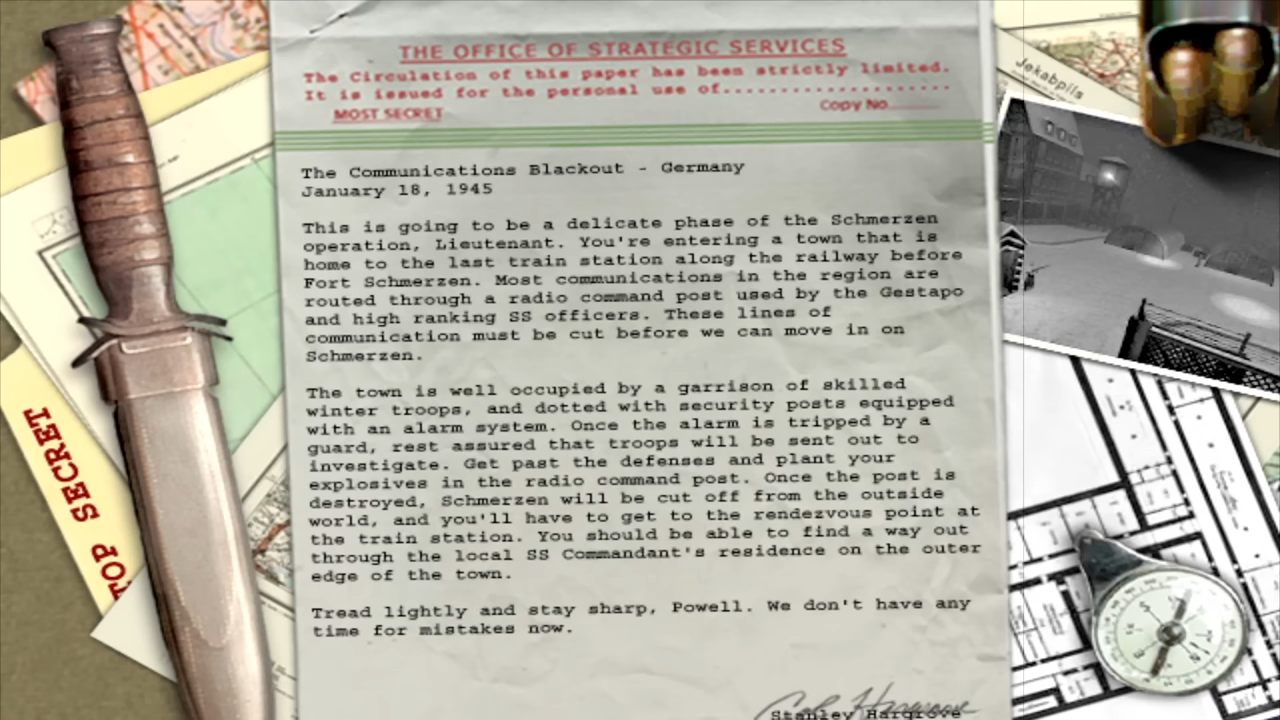 THE OFFICE OF STRATEGIC SERVICES
The Circulation of this paper has been strictly limited.
It is issued for the personal use of....................
MOST SECRET
Copy No
The Communications Blackout - Germany
January 18, 1945
This is going to be a delicate phase of the Schmerzen
operation, Lieutenant. You're entering a town that is
home to the last train station along the railway before
Fort Schmerzen. Most communications in the region are
routed through a radio command post used by the Gestapo
and high ranking SS officers. These lines of
communication must be cut before we can move in on
Schmerzen.
The town is well occupied by a garrison of skilled
winter troops, and dotted with security posts equipped
with an alarm system. Once the alarm is tripped by a
guard, rest assured that troops will be sent out to
investigate. Get past the defenses and plant your
explosives in the radio command post. Once the post is
destroyed, Schmerzen will be cut off from the outside
world, and you'll have to get to the rendezvous point at
the train station. You should be able to find a way out
through the local SS Commandant's residence on the outer
edge of the town.
Tread lightly and stay sharp, Powell. We don't have any
time for mistakes now.
Stanley Hargrove
TOP SECRET
Jekabpils